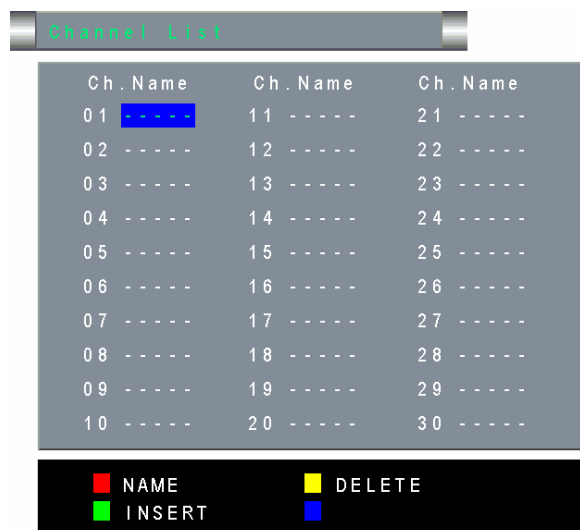 Channel List
Ch.Name Ch.Name Ch.Name
01 ----- 11 ----- 21 -----
02 ----- 12 ----- 22 -----
03 ----- 13 ----- 23 -----
04 ----- 14 ----- 24 -----
05 ----- 15 ----- 25 -----
06 ----- 16 ----- 26 -----
07 ----- 17 ----- 27 -----
08 ----- 18 ----- 28 -----
09 ----- 19 ----- 29 -----
10 ----- 20 ----- 30 -----
NAME DELETE
INSERT